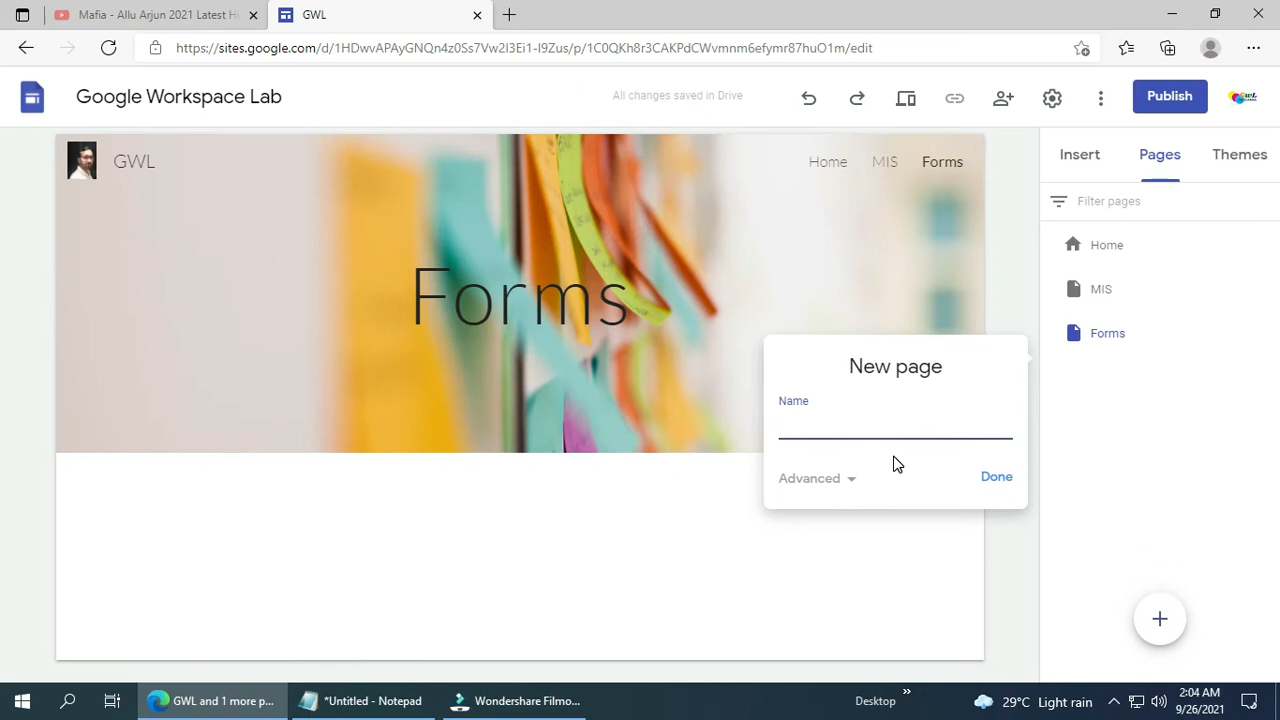 Mafia - Allu Arjun 2021 Latest H
GWL
https://sites.google.com/d/1HDwvAPAyGNQn4z0Ss7Vw2I3Ei1-I9Zus/p/1C0QKh8r3CAKPdCWvmnm6efymr87huO1m/edit
Google Workspace Lab
All changes saved in Drive
Publish
GWL
Home
MIS
Forms
Insert
Pages
Themes
Filter pages
Home
MIS
Forms
Forms
New page
Name
Advanced
Done
GWL and 1 more p...
*Untitled - Notepad
Wondershare Filmo...
Desktop
29°C Light rain
2:04 AM
9/26/2021